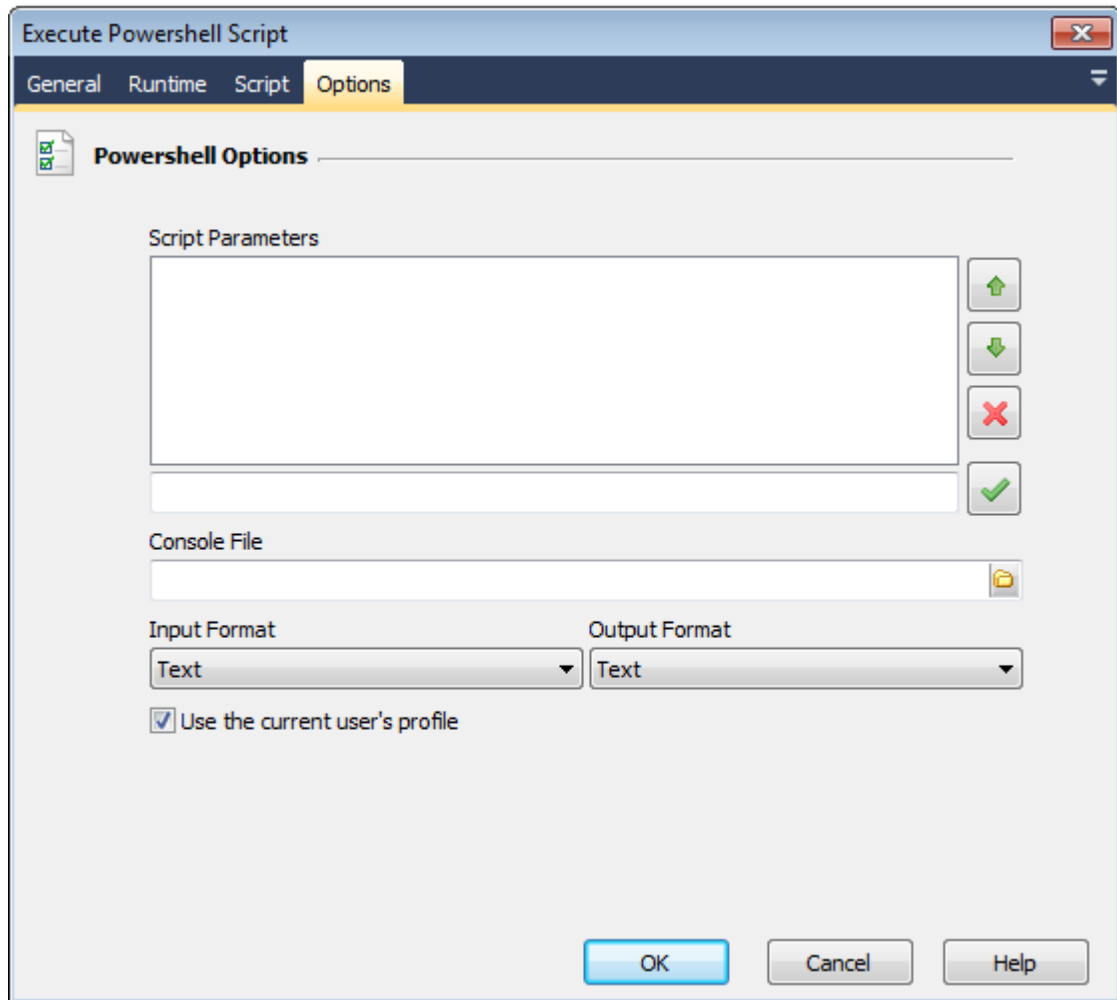 Execute Powershell Script
General Runtime Script Options
Powershell Options
Script Parameters
Console File
Input Format Output Format
Text Text
Use the current user's profile
OK Cancel Help